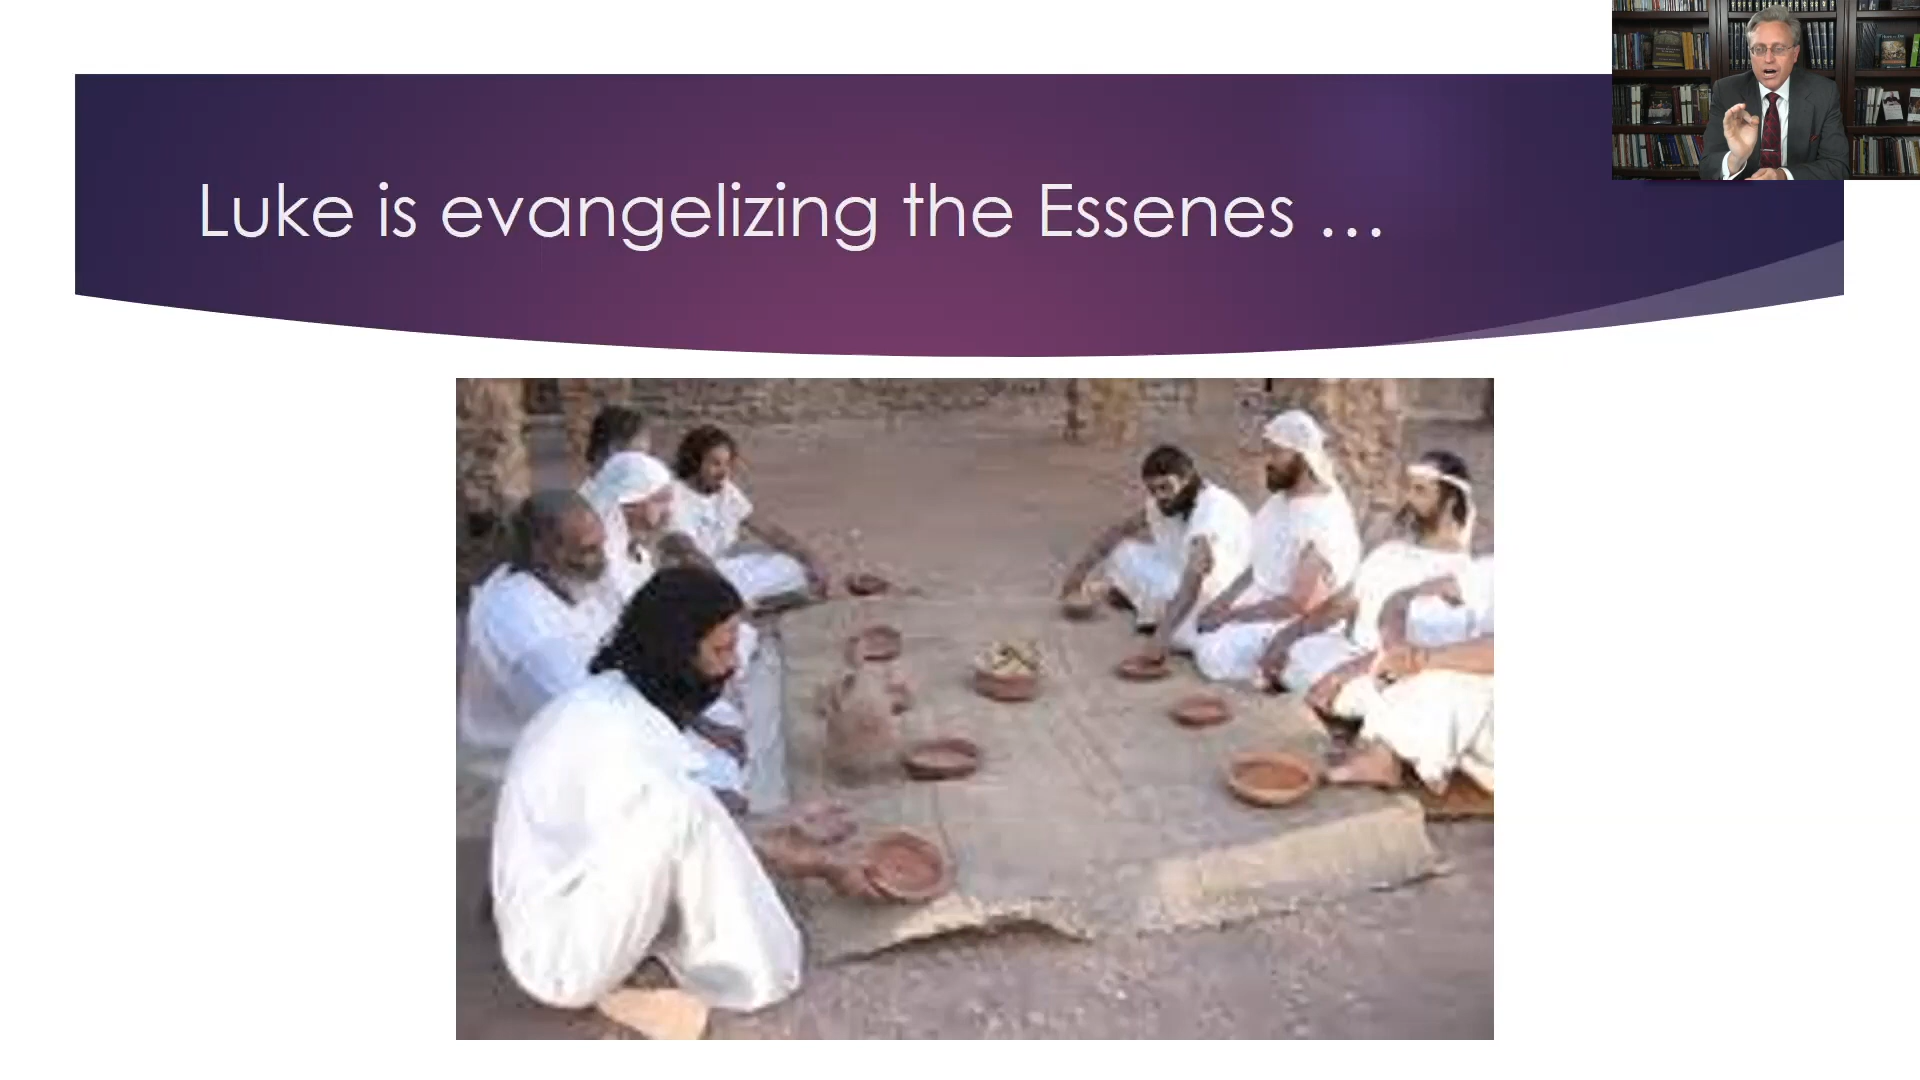 Luke is evangelizing the Essenes …